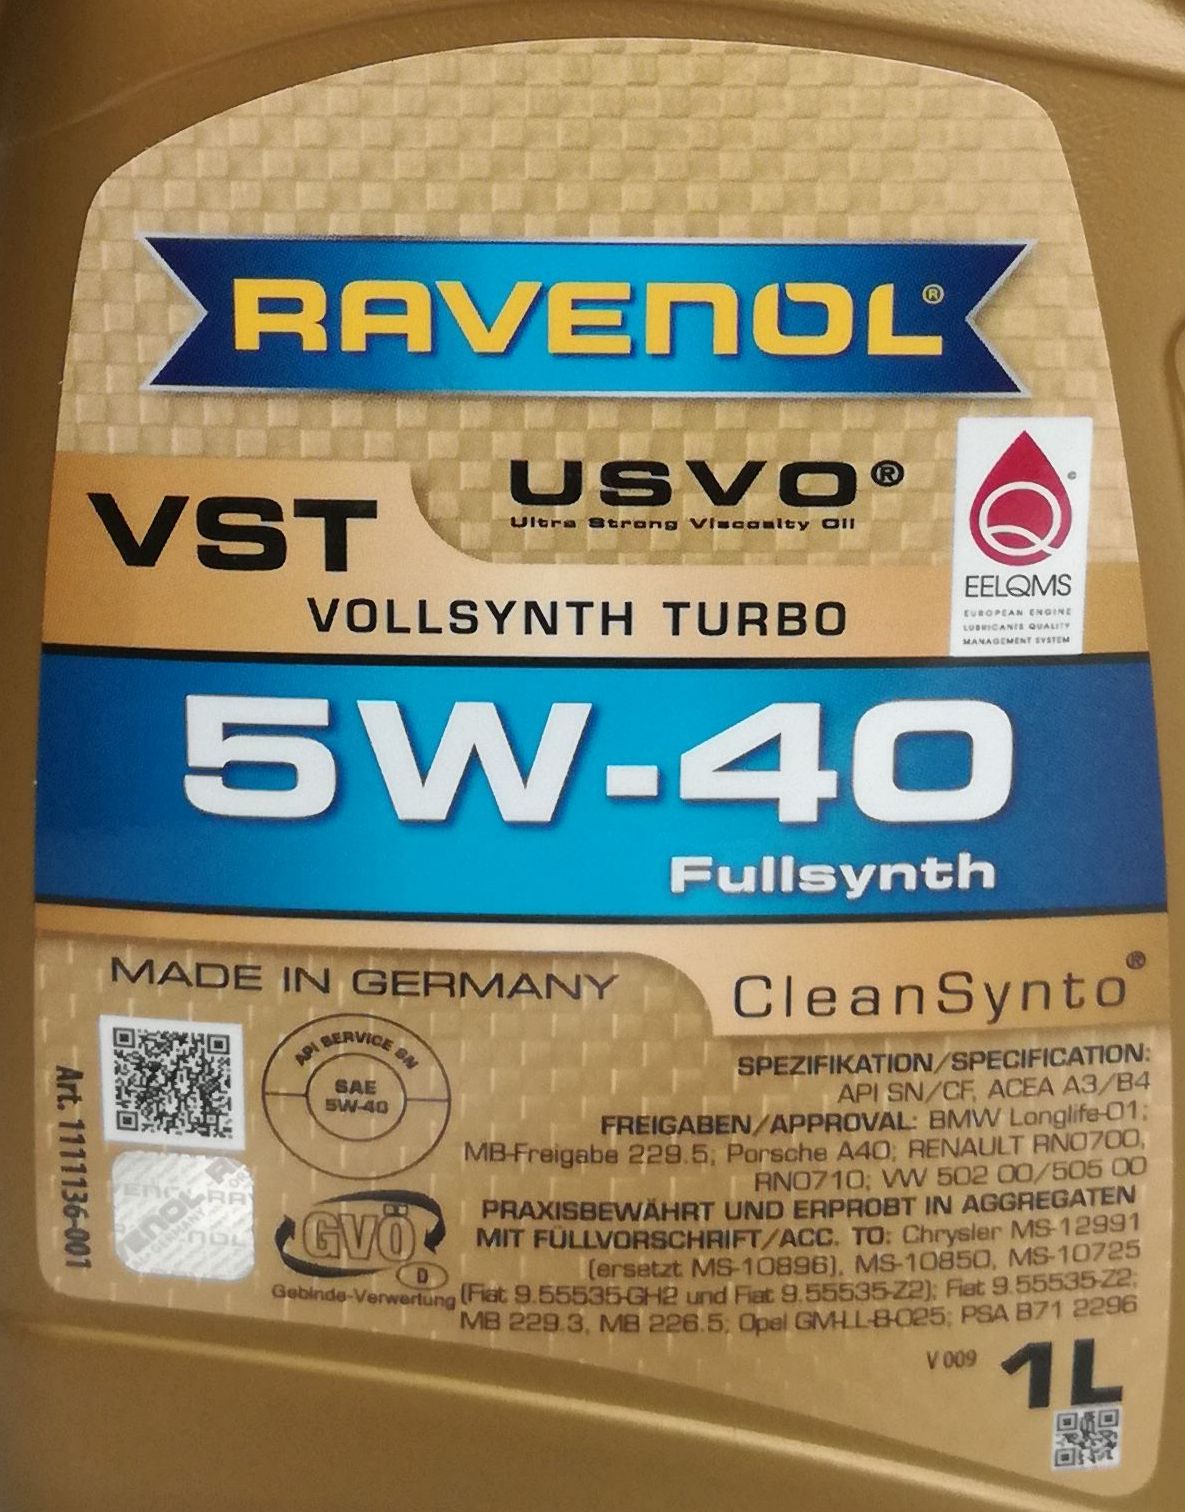 RAVENOL®
USVO®
Ultra Strong Viscosity Oil
VST
VOLLSYNTH TURBO
EELQMS
EUROPEAN ENGINE
LUBRICANTS QUALITY
MANAGEMENT SYSTEM
5W-40
Fullsynth
MADE IN GERMANY
CleanSynto®
API SERVICE SN
SAE
5W-40
Art. 1111136-001
SPEZIFIKATION/SPECIFICATION:
API SN/CF, ACEA A3/B4
FREIGABEN/APPROVAL: BMW Longlife-01;
MB-Freigabe 229.5; Porsche A40; RENAULT RN0700,
RN0710; VW 502 00/505 00
PRAXISBEWÄHRT UND ERPROBT IN AGGREGATEN
MIT FÜLLVORSCHRIFT/ACC. TO: Chrysler MS-12991
(ersetzt MS-10896), MS-10850, MS-10725
(Fiat 9.55535-GH2 und Fiat 9.55535-Z2); Fiat 9.55535-Z2;
MB 229.3, MB 226.5; Opel GM-LL-B-025; PSA B71 2296
GVÖ
D
Gebinde-Verwertung
V 009
1L